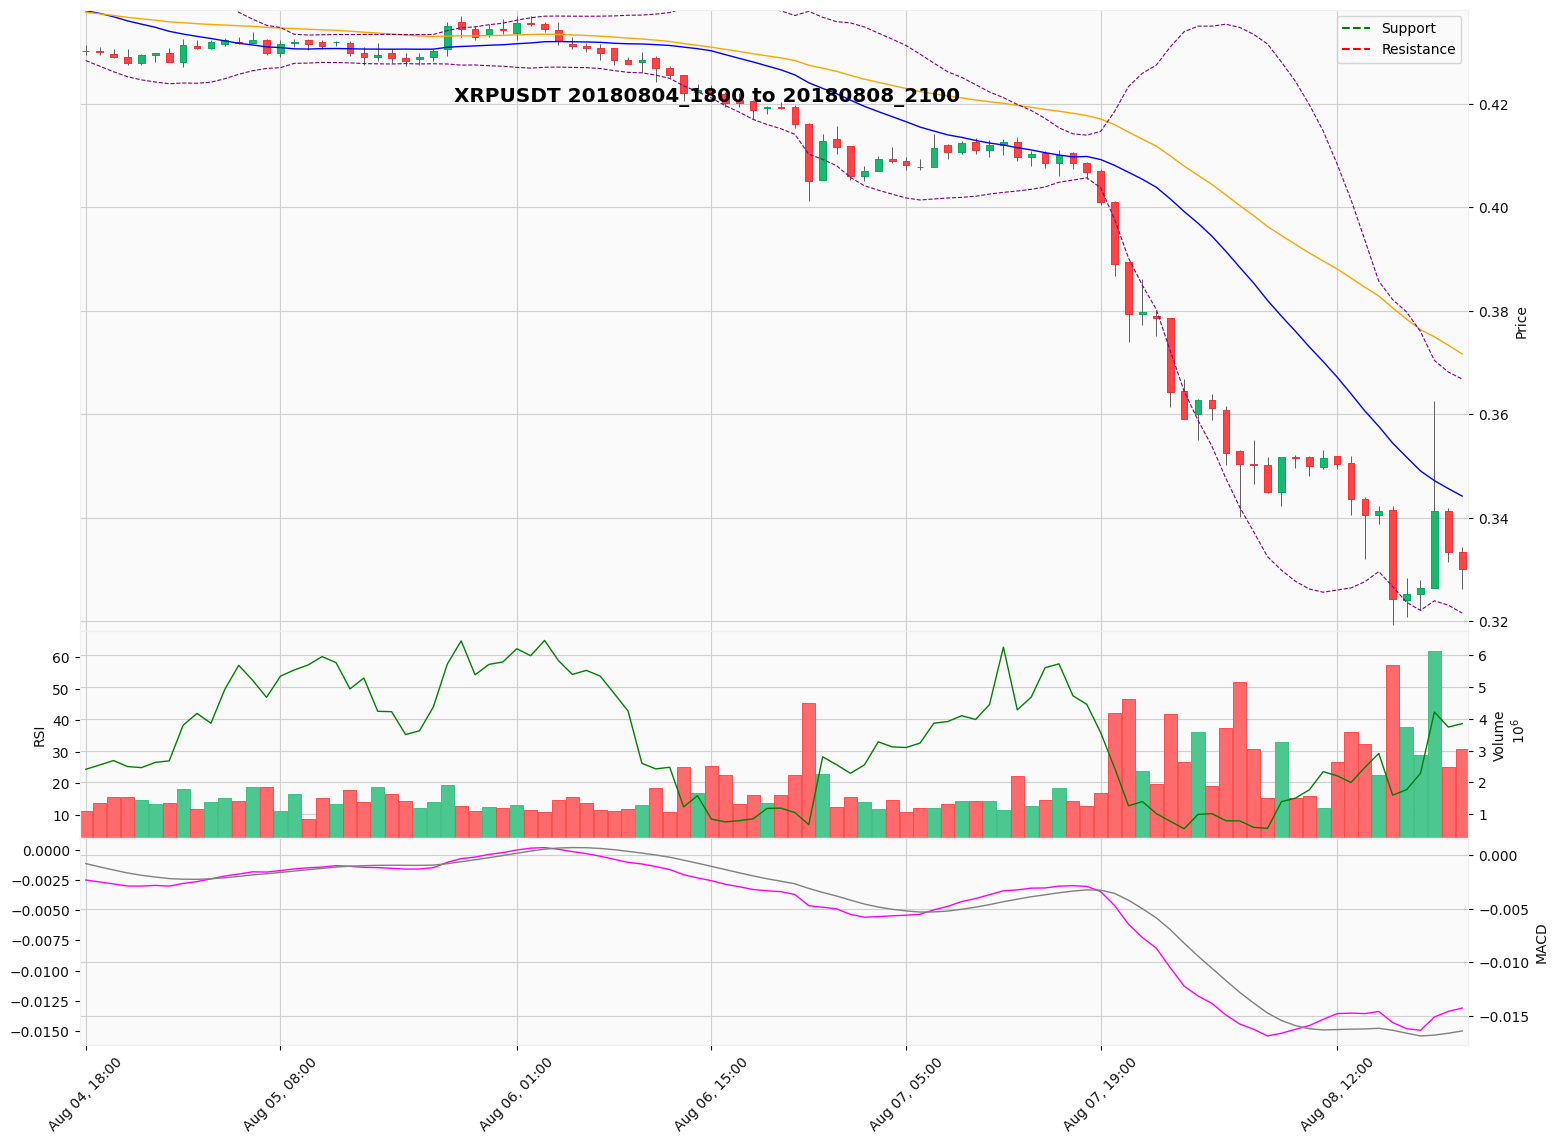 XRPUSDT 20180804_1800 to 20180808_2100
Support
Resistance
0.42
0.40
0.38
0.36
0.34
0.32
Price
60
50
40
30
20
10
RSI
6
5
4
3
2
1
Volume
10^6
0.0000
−0.0025
−0.0050
−0.0075
−0.0100
−0.0125
−0.0150
0.000
−0.005
−0.010
−0.015
MACD
Aug 04, 18:00
Aug 05, 08:00
Aug 06, 01:00
Aug 06, 15:00
Aug 07, 05:00
Aug 07, 19:00
Aug 08, 12:00